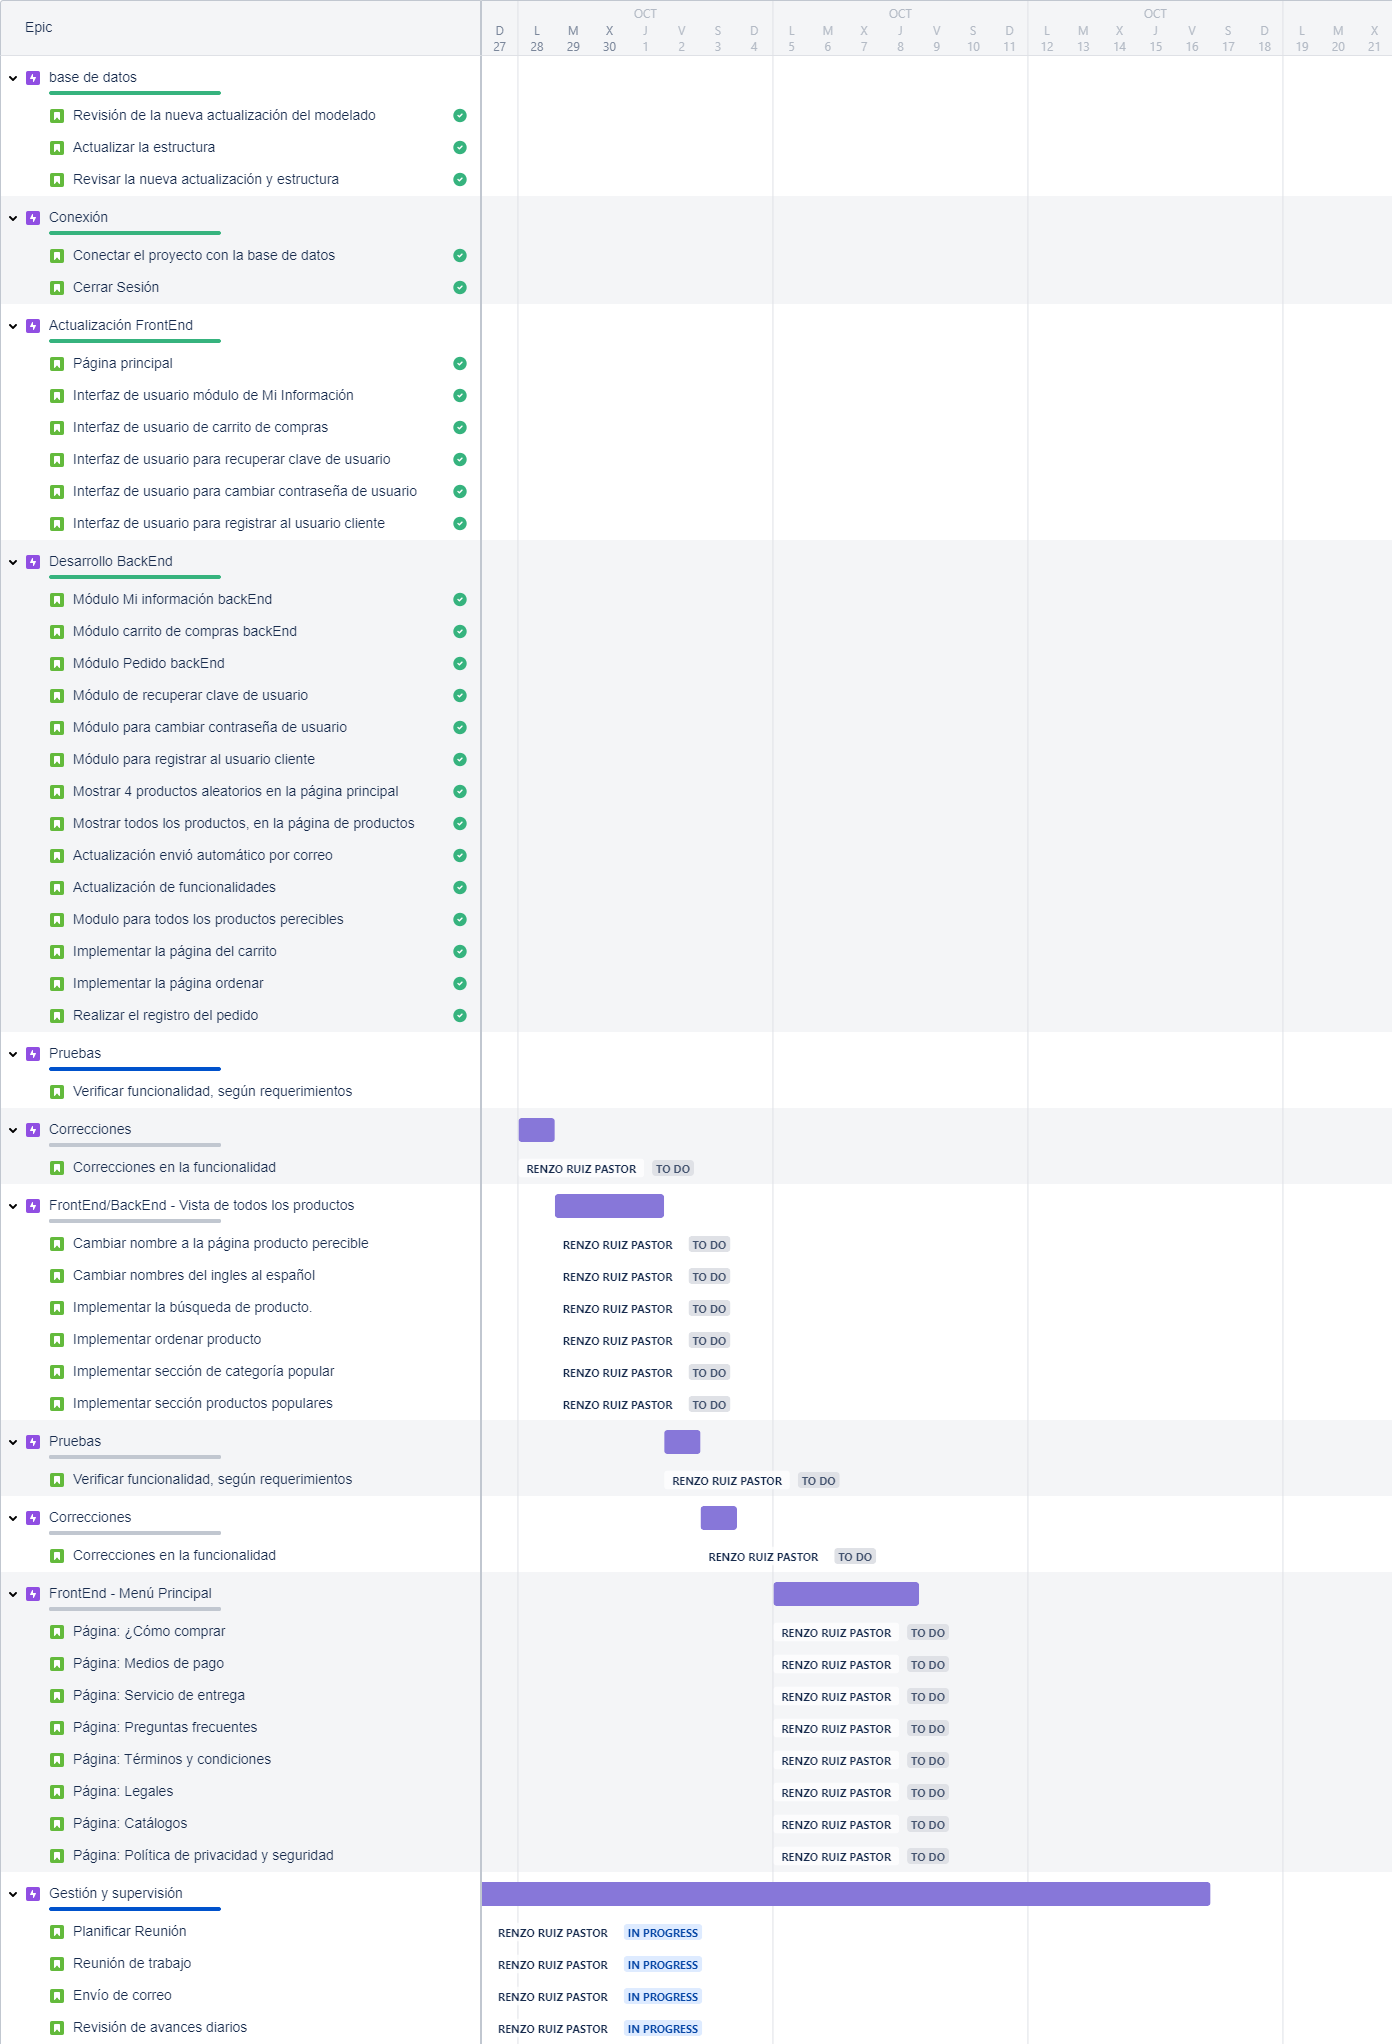 Epic
OCT OCT OCT
D L M X J V S D L M X J V S D L M X J V S D L M X
27 28 29 30 1 2 3 4 5 6 7 8 9 10 11 12 13 14 15 16 17 18 19 20 21
base de datos
Revisión de la nueva actualización del modelado
Actualizar la estructura
Revisar la nueva actualización y estructura
Conexión
Conectar el proyecto con la base de datos
Cerrar Sesión
Actualización FrontEnd
Página principal
Interfaz de usuario módulo de Mi Información
Interfaz de usuario de carrito de compras
Interfaz de usuario para recuperar clave de usuario
Interfaz de usuario para cambiar contraseña de usuario
Interfaz de usuario para registrar al usuario cliente
Desarrollo BackEnd
Módulo Mi información backEnd
Módulo carrito de compras backEnd
Módulo Pedido backEnd
Módulo de recuperar clave de usuario
Módulo para cambiar contraseña de usuario
Módulo para registrar al usuario cliente
Mostrar 4 productos aleatorios en la página principal
Mostrar todos los productos, en la página de productos
Actualización envió automático por correo
Actualización de funcionalidades
Modulo para todos los productos perecibles
Implementar la página del carrito
Implementar la página ordenar
Realizar el registro del pedido
Pruebas
Verificar funcionalidad, según requerimientos
Correcciones
Correcciones en la funcionalidad RENZO RUIZ PASTOR TO DO
FrontEnd/BackEnd - Vista de todos los productos
Cambiar nombre a la página producto perecible RENZO RUIZ PASTOR TO DO
Cambiar nombres del ingles al español RENZO RUIZ PASTOR TO DO
Implementar la búsqueda de producto. RENZO RUIZ PASTOR TO DO
Implementar ordenar producto RENZO RUIZ PASTOR TO DO
Implementar sección de categoría popular RENZO RUIZ PASTOR TO DO
Implementar sección productos populares RENZO RUIZ PASTOR TO DO
Pruebas
Verificar funcionalidad, según requerimientos RENZO RUIZ PASTOR TO DO
Correcciones
Correcciones en la funcionalidad RENZO RUIZ PASTOR TO DO
FrontEnd - Menú Principal
Página: ¿Cómo comprar RENZO RUIZ PASTOR TO DO
Página: Medios de pago RENZO RUIZ PASTOR TO DO
Página: Servicio de entrega RENZO RUIZ PASTOR TO DO
Página: Preguntas frecuentes RENZO RUIZ PASTOR TO DO
Página: Términos y condiciones RENZO RUIZ PASTOR TO DO
Página: Legales RENZO RUIZ PASTOR TO DO
Página: Catálogos RENZO RUIZ PASTOR TO DO
Página: Política de privacidad y seguridad RENZO RUIZ PASTOR TO DO
Gestión y supervisión
Planificar Reunión RENZO RUIZ PASTOR IN PROGRESS
Reunión de trabajo RENZO RUIZ PASTOR IN PROGRESS
Envío de correo RENZO RUIZ PASTOR IN PROGRESS
Revisión de avances diarios RENZO RUIZ PASTOR IN PROGRESS